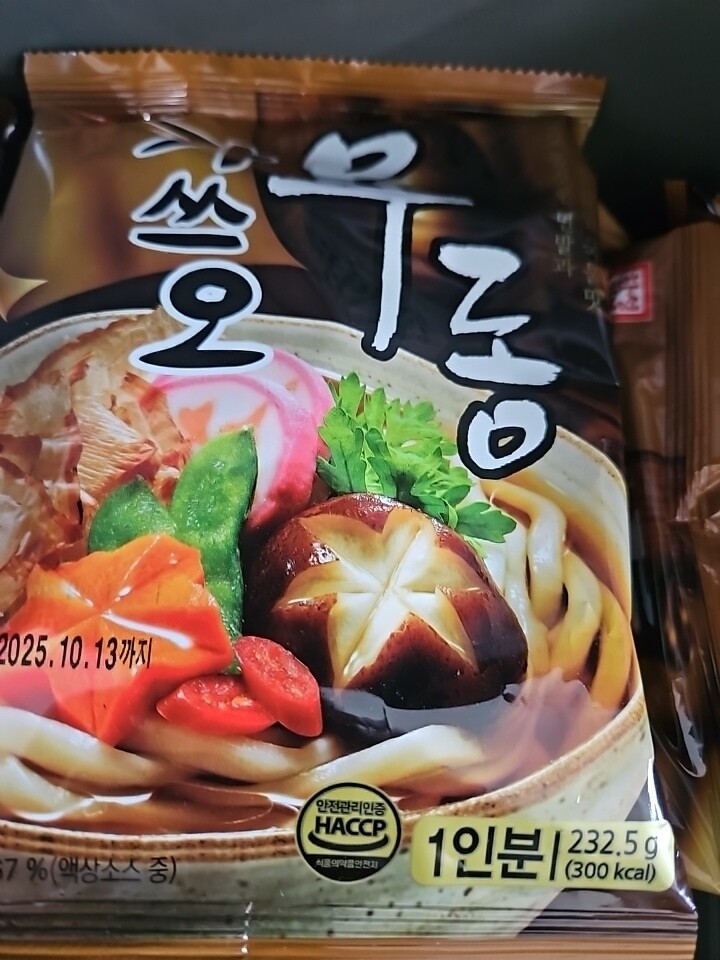 가쓰오
우동
2025.10.13까지
안전관리인증
HACCP
식품의약품안전처
1인분
232.5 g
(300 kcal)
67 %(액상소스 중)